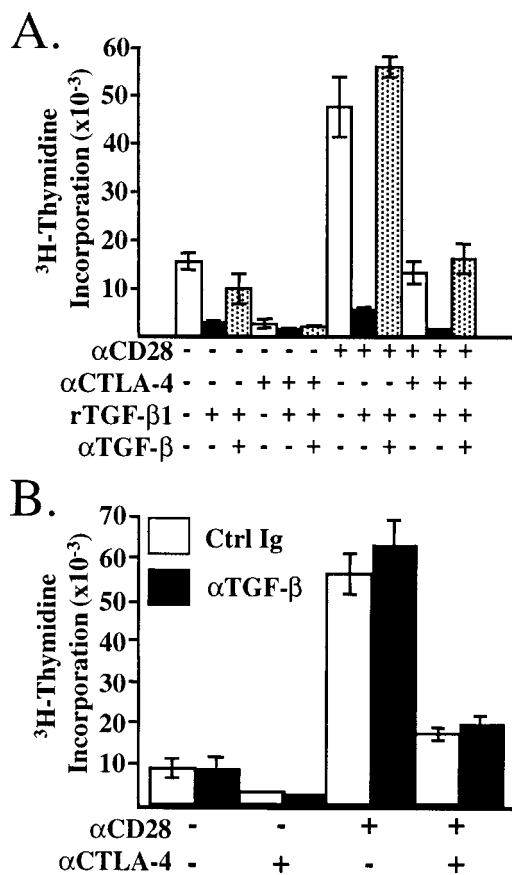 A.
³H-Thymidine
Incorporation (x10⁻³)
60
50
40
30
20
10
αCD28 - - - - - - + + + + + +
αCTLA-4 - - - + + + - - - + + +
rTGF-β1 - + + - + + - + + - + +
αTGF-β - - + - - + - - + - - +
B.
³H-Thymidine
Incorporation (x10⁻³)
70
60
50
40
30
20
10
Ctrl Ig
αTGF-β
αCD28 - - + +
αCTLA-4 - + - +